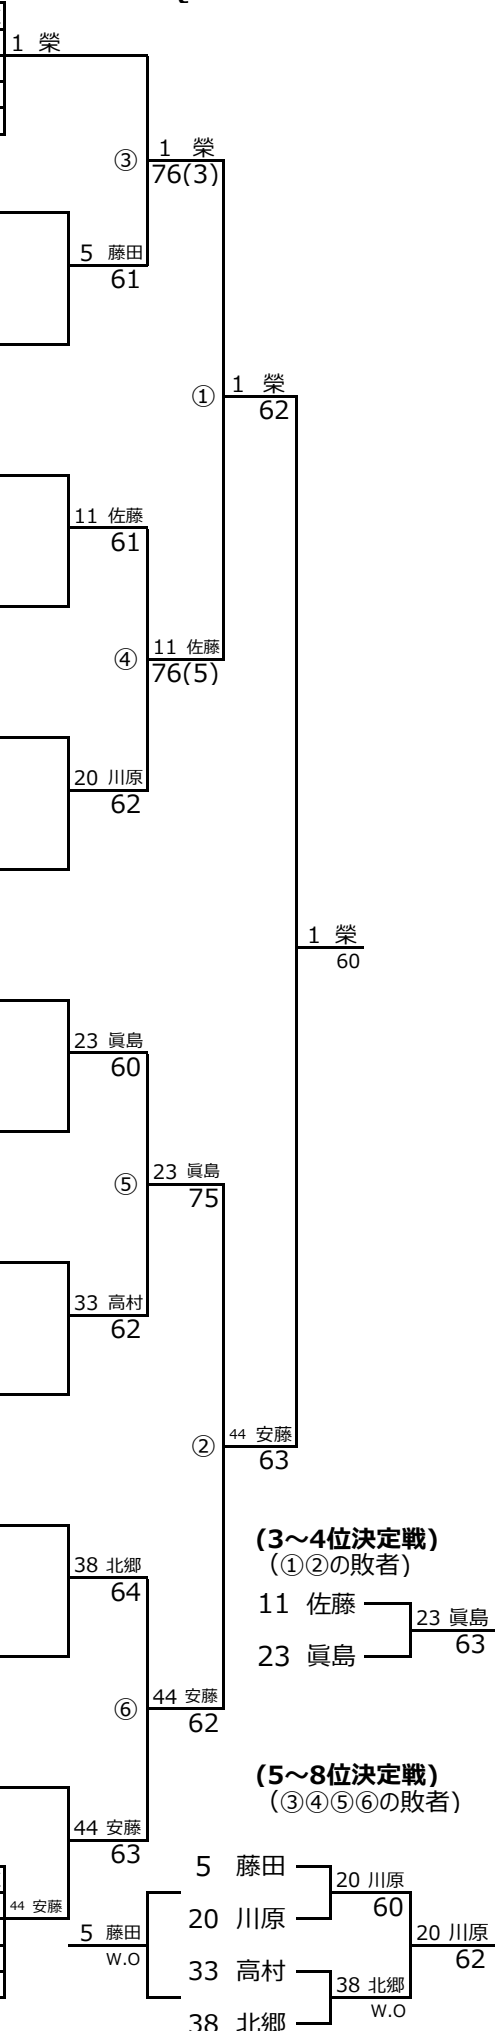 1 榮
1 榮
③
76(3)
5 藤田
61
1 榮
①
62
11 佐藤
61
11 佐藤
④
76(5)
20 川原
62
1 榮
60
23 眞島
60
23 眞島
⑤
75
33 高村
62
44 安藤
②
63
(3～4位決定戦)
（①②の敗者）
38 北郷
64
11 佐藤
23 眞島
63
23 眞島
44 安藤
⑥
62
(5～8位決定戦)
（③④⑤⑥の敗者）
44 安藤
63
5 藤田
20 川原
60
44 安藤
20 川原
5 藤田
W.O
20 川原
62
33 高村
38 北郷
W.O
38 北郷